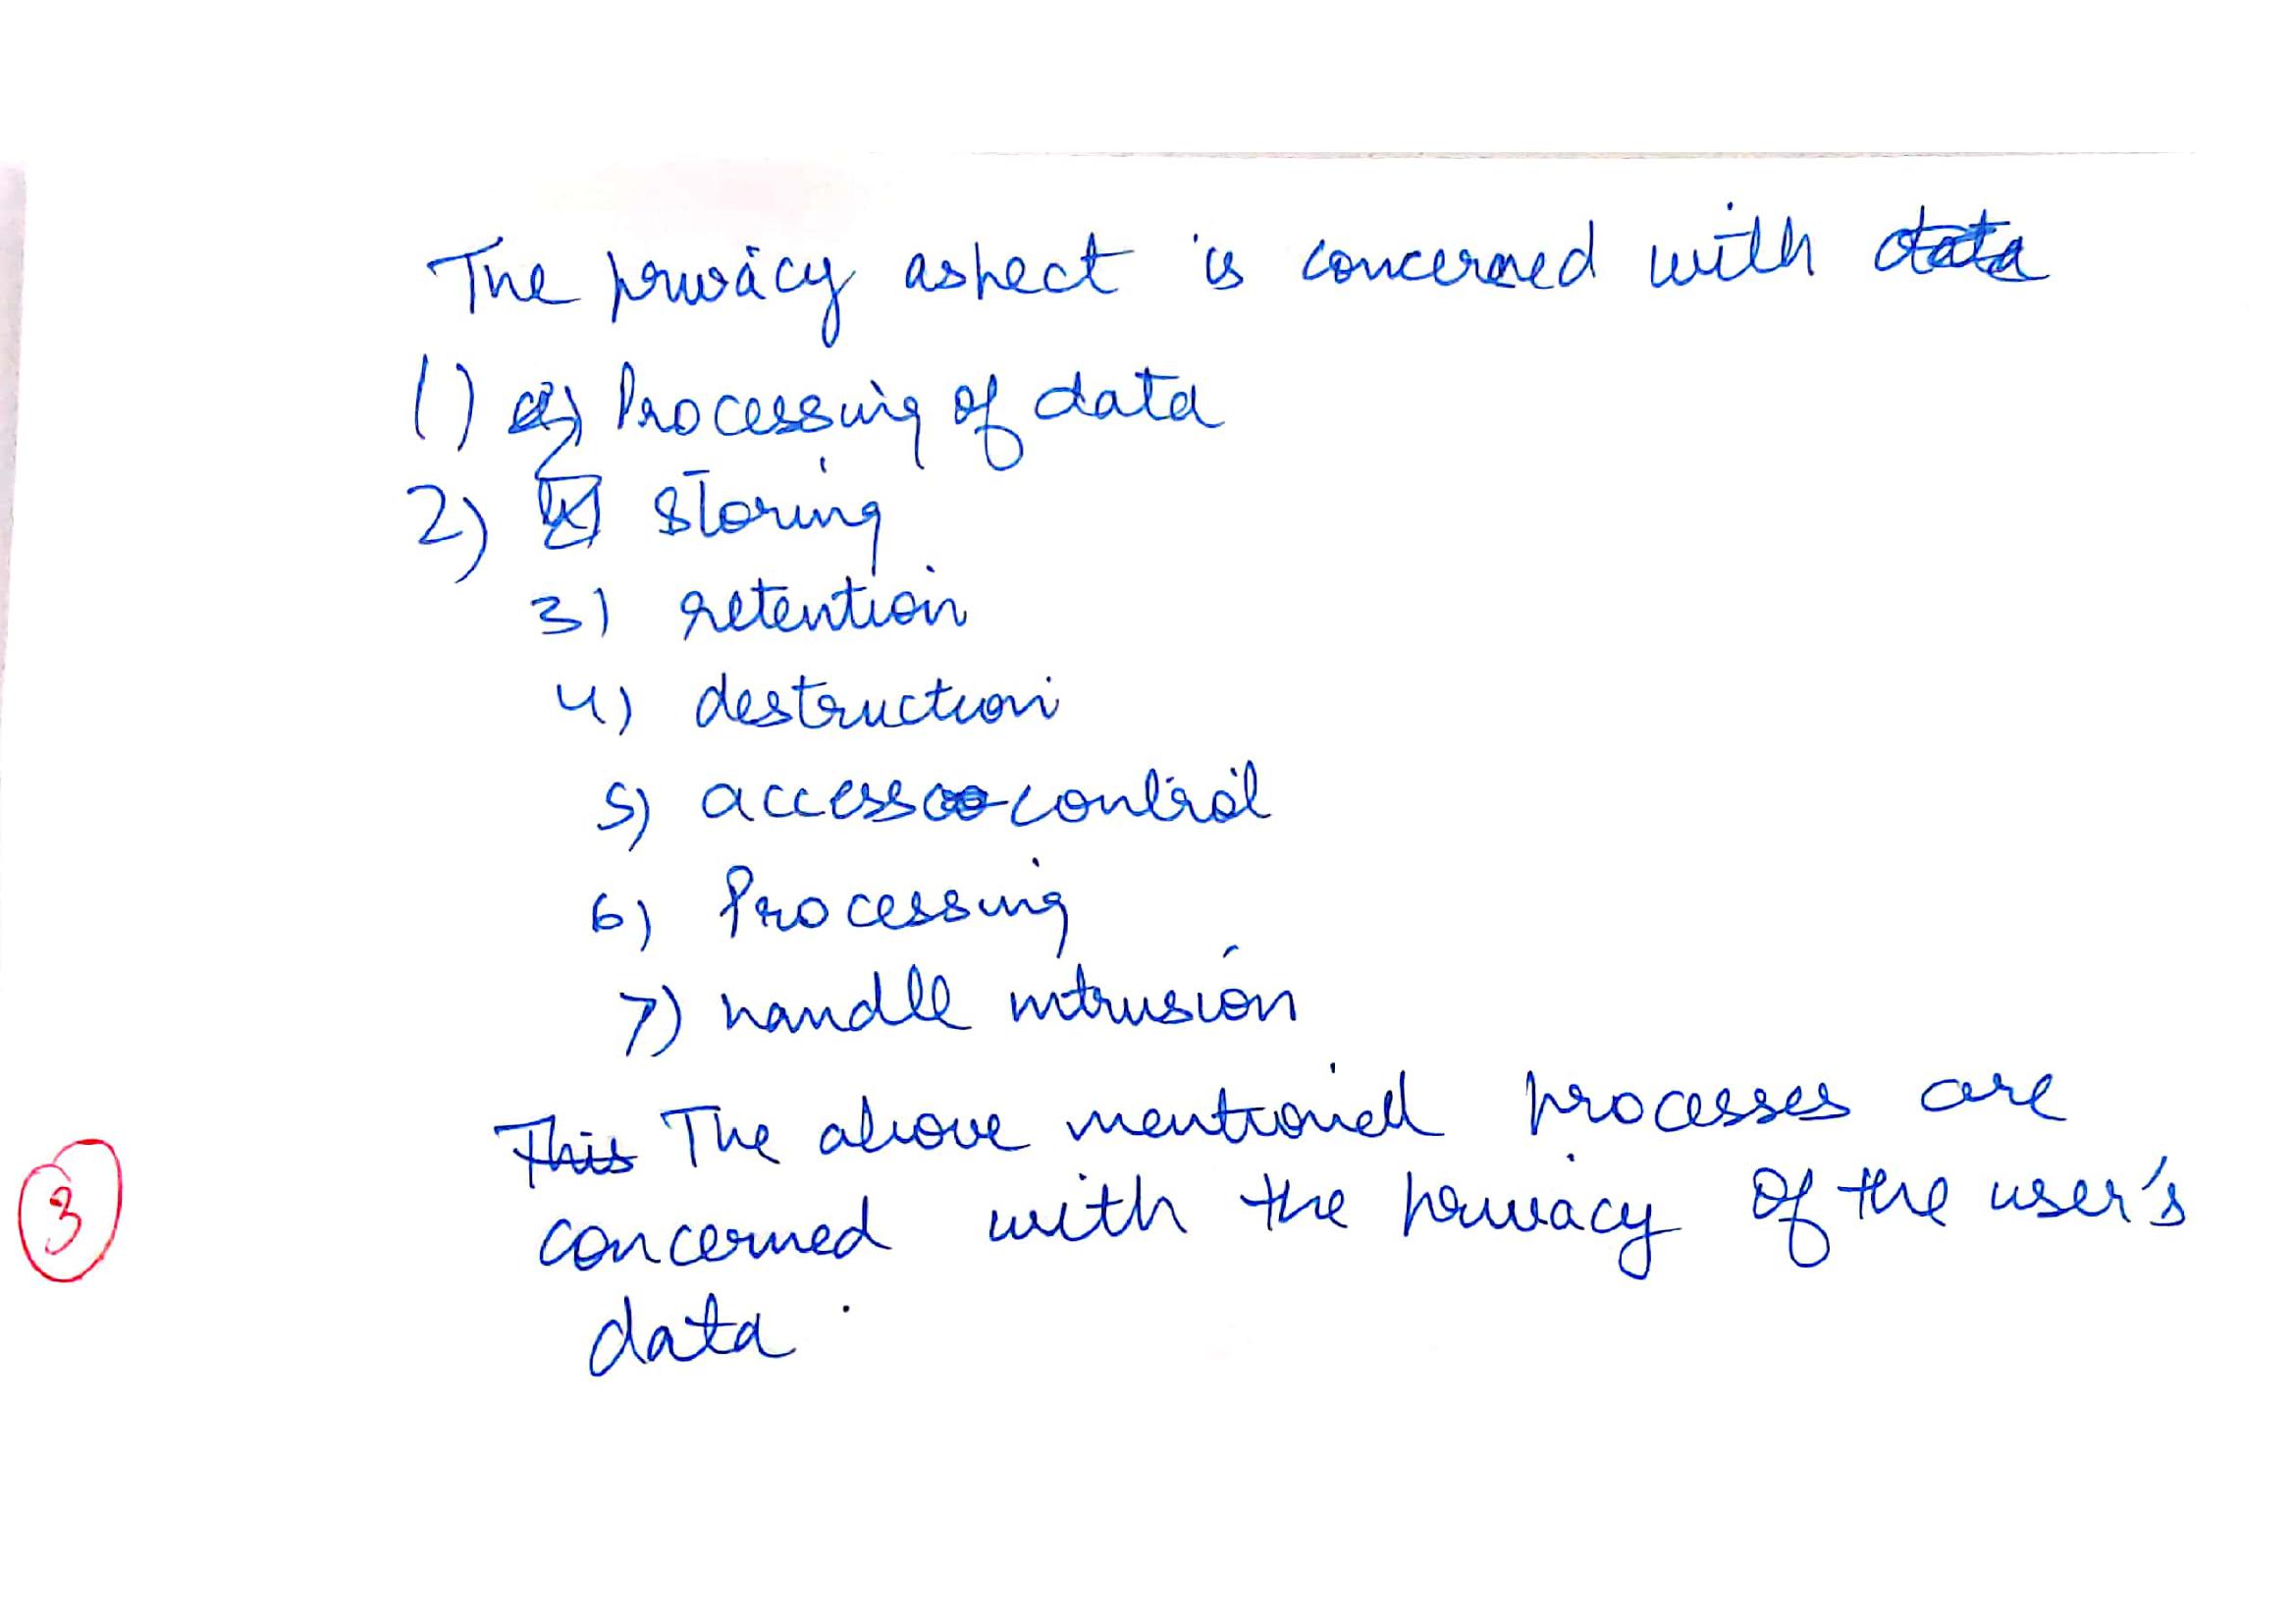 The privacy aspect is concerned with data
1) a) Processing of data
2) storing
3) retention
4) destruction
5) access control
6) Processing
7) handle intrusion
This The above mentioned processes are
concerned with the privacy of the user's
data.
3